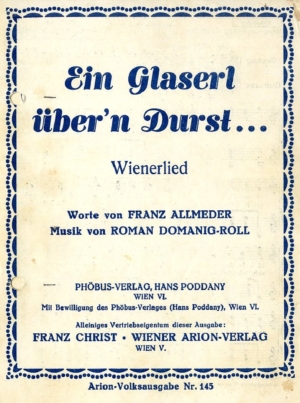 Ein Glaserl
über'n Durst...
Wienerlied
Worte von FRANZ ALLMEDER
Musik von ROMAN DOMANIG-ROLL
PHÖBUS-VERLAG, HANS PODDANY
WIEN VI.
Mit Bewilligung des Phöbus-Verlages (Hans Poddany), Wien VI.
Alleiniges Vertriebseigentum dieser Ausgabe:
FRANZ CHRIST · WIENER ARION-VERLAG
WIEN V.
Arion-Volksausgabe Nr. 145